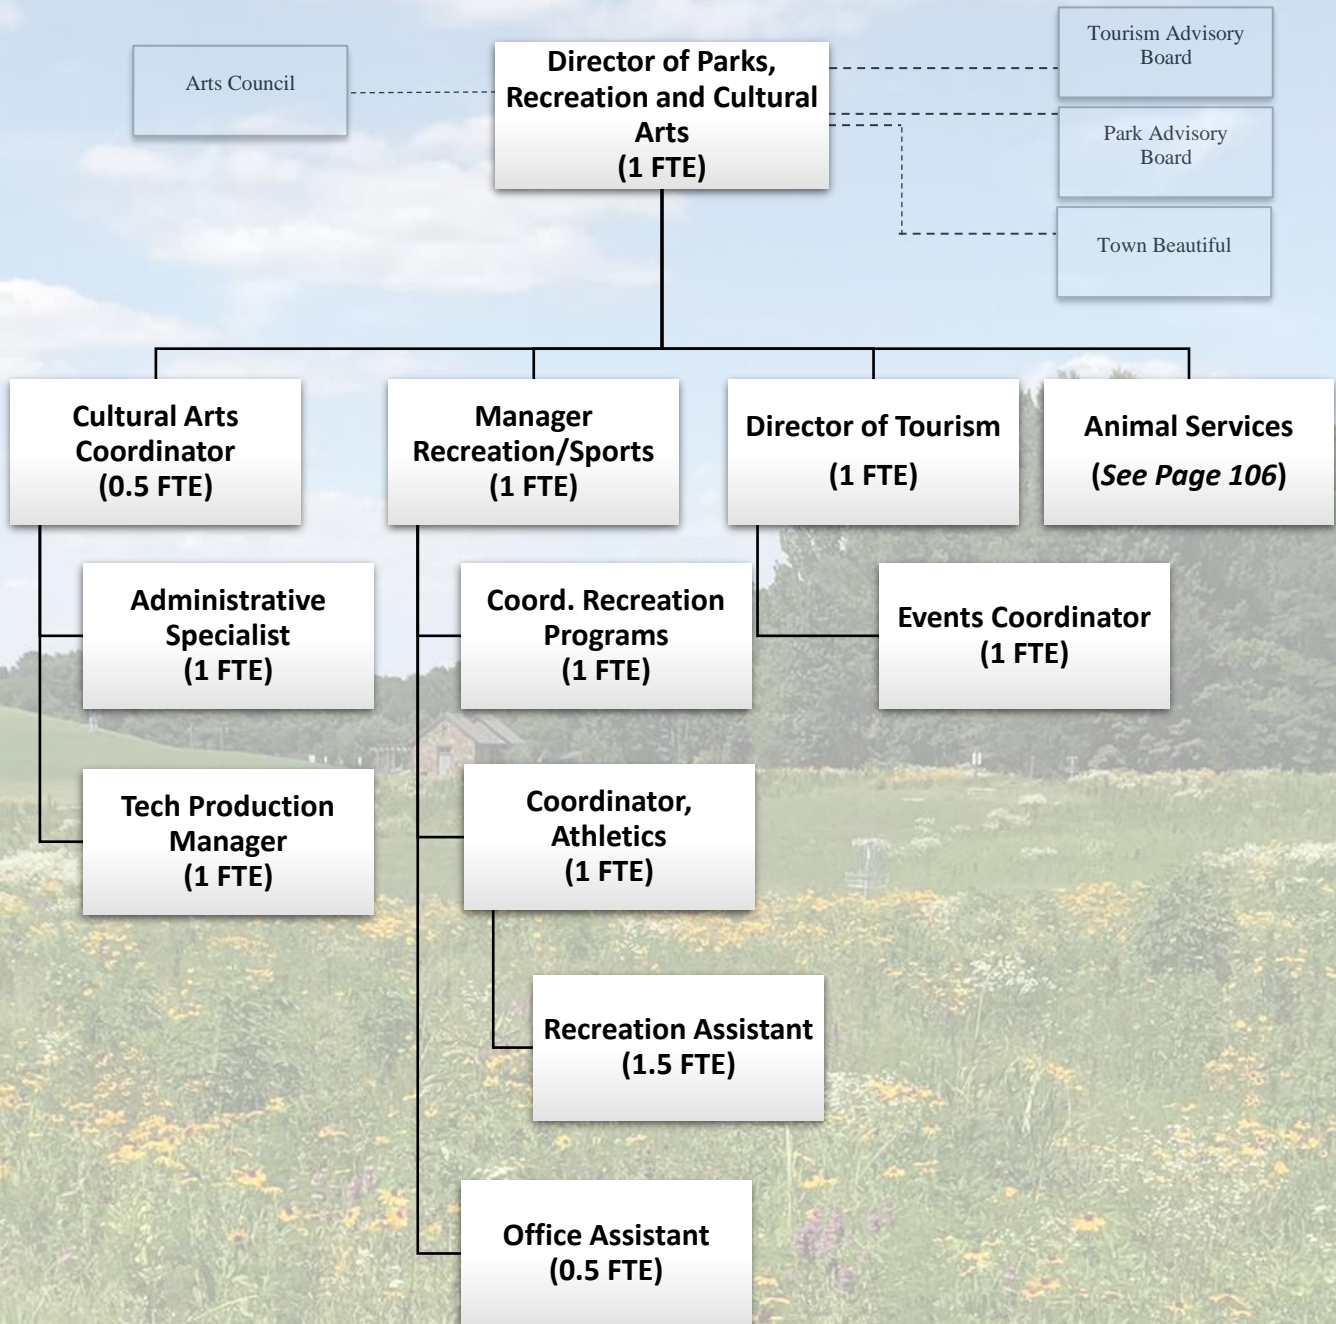 Arts Council
Director of Parks,
Recreation and Cultural
Arts
(1 FTE)
Tourism Advisory
Board
Park Advisory
Board
Town Beautiful
Cultural Arts
Coordinator
(0.5 FTE)
Manager
Recreation/Sports
(1 FTE)
Director of Tourism
(1 FTE)
Animal Services
(See Page 106)
Administrative
Specialist
(1 FTE)
Tech Production
Manager
(1 FTE)
Coord. Recreation
Programs
(1 FTE)
Coordinator,
Athletics
(1 FTE)
Recreation Assistant
(1.5 FTE)
Office Assistant
(0.5 FTE)
Events Coordinator
(1 FTE)